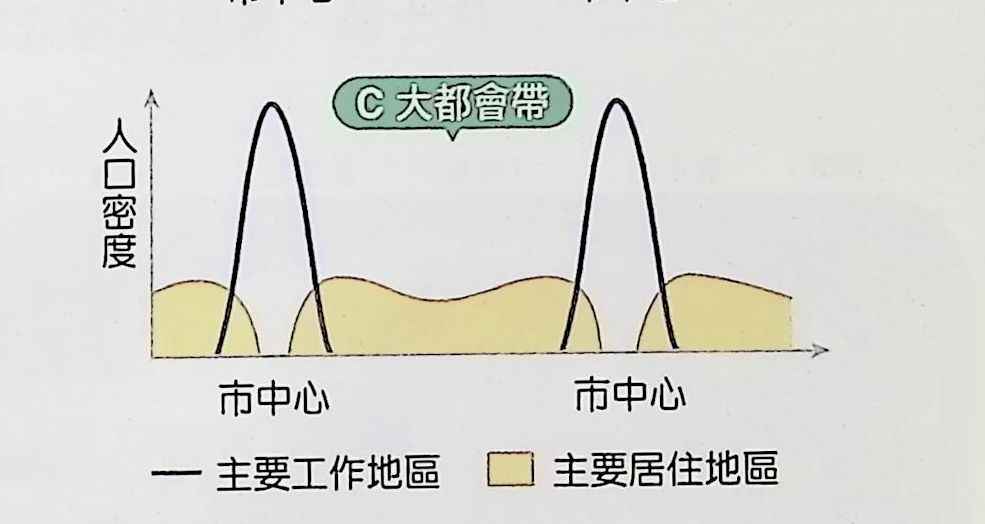 C 大都會帶
人口密度
市中心
市中心
主要工作地區
主要居住地區